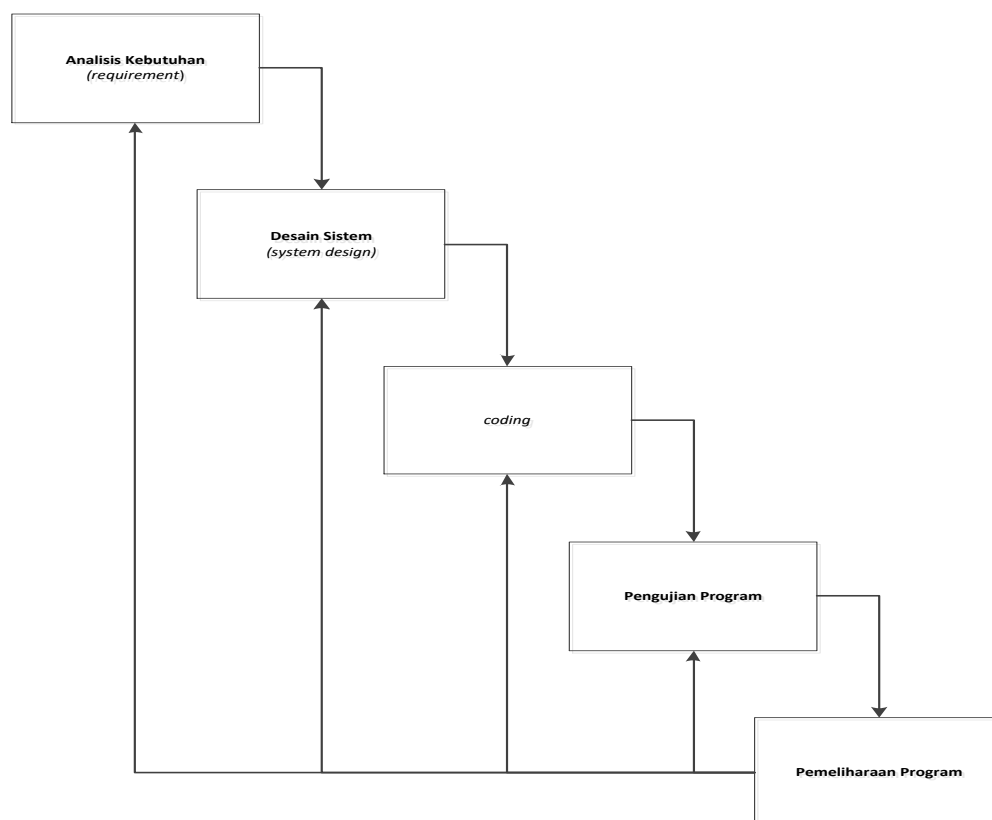 Analisis Kebutuhan
(requirement)
Desain Sistem
(system design)
coding
Pengujian Program
Pemeliharaan Program